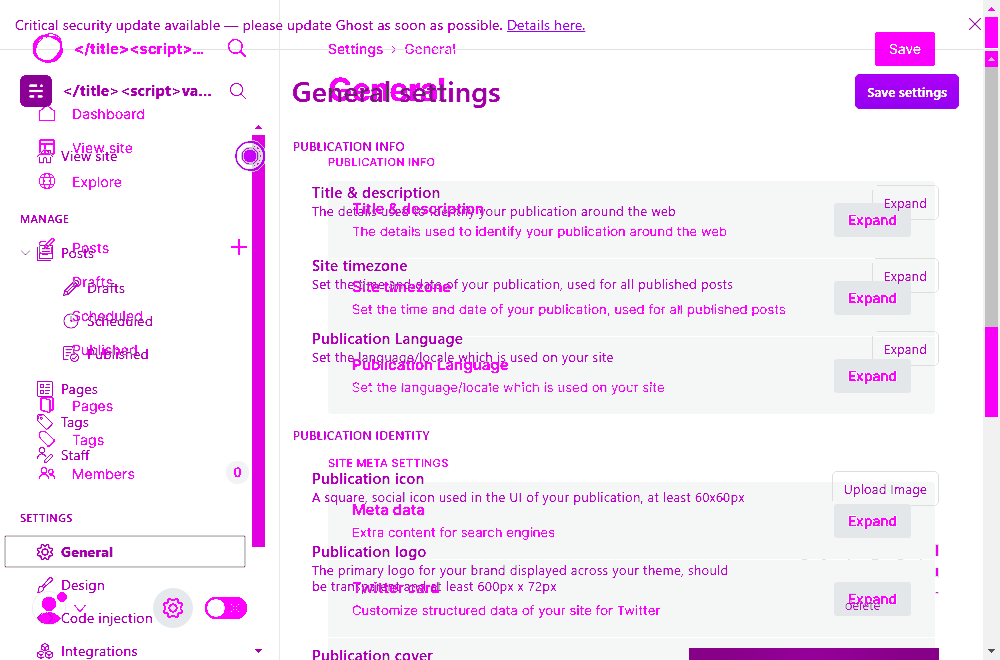 Critical security update available — please update Ghost as soon as possible. Details here.
</title><script>...
Settings > General
Save
</title><script>va...
General
General settings
Save settings
Dashboard
View site
View site
Explore
PUBLICATION INFO
PUBLICATION INFO
MANAGE
Title & description
The details used to identify your publication around the web
Expand
Title & description
The details used to identify your publication around the web
Expand
Posts
Posts
Site timezone
Set the time and date of your publication, used for all published posts
Expand
Drafts
Drafts
Site timezone
Set the time and date of your publication, used for all published posts
Expand
Scheduled
Scheduled
Publication Language
Set the language/locale which is used on your site
Expand
Published
Published
Publication Language
Set the language/locale which is used on your site
Expand
Pages
Pages
Tags
Tags
Staff
Members
0
PUBLICATION IDENTITY
SITE META SETTINGS
Publication icon
A square, social icon used in the UI of your publication, at least 60x60px
Upload Image
Meta data
Extra content for search engines
Expand
SETTINGS
General
Publication logo
The primary logo for your brand displayed across your theme, should
be transparent and at least 600px x 72px
Design
Twitter card
Customize structured data of your site for Twitter
Expand
delete
Code injection
Integrations
Publication cover